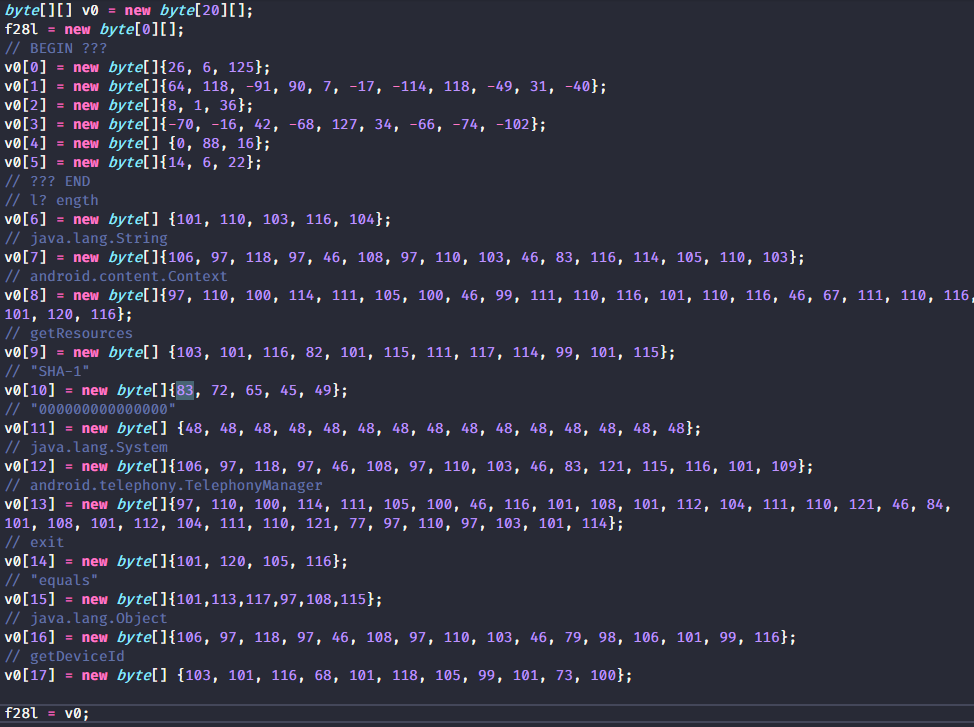 byte[][] v0 = new byte[20][];
f28l = new byte[0][];
// BEGIN ???
v0[0] = new byte[]{26, 6, 125};
v0[1] = new byte[]{64, 118, -91, 90, 7, -17, -114, 118, -49, 31, -40};
v0[2] = new byte[]{8, 1, 36};
v0[3] = new byte[]{-70, -16, 42, -68, 127, 34, -66, -74, -102};
v0[4] = new byte[] {0, 88, 16};
v0[5] = new byte[]{14, 6, 22};
// ??? END
// l? ength
v0[6] = new byte[] {101, 110, 103, 116, 104};
// java.lang.String
v0[7] = new byte[]{106, 97, 118, 97, 46, 108, 97, 110, 103, 46, 83, 116, 114, 105, 110, 103};
// android.content.Context
v0[8] = new byte[]{97, 110, 100, 114, 111, 105, 100, 46, 99, 111, 110, 116, 101, 110, 116, 46, 67, 111, 110, 116,
101, 120, 116};
// getResources
v0[9] = new byte[] {103, 101, 116, 82, 101, 115, 111, 117, 114, 99, 101, 115};
// "SHA-1"
v0[10] = new byte[]{83, 72, 65, 45, 49};
// "000000000000000"
v0[11] = new byte[] {48, 48, 48, 48, 48, 48, 48, 48, 48, 48, 48, 48, 48, 48, 48};
// java.lang.System
v0[12] = new byte[]{106, 97, 118, 97, 46, 108, 97, 110, 103, 46, 83, 121, 115, 116, 101, 109};
// android.telephony.TelephonyManager
v0[13] = new byte[]{97, 110, 100, 114, 111, 105, 100, 46, 116, 101, 108, 101, 112, 104, 111, 110, 121, 46, 84,
101, 108, 101, 112, 104, 111, 110, 121, 77, 97, 110, 97, 103, 101, 114};
// exit
v0[14] = new byte[]{101, 120, 105, 116};
// "equals"
v0[15] = new byte[]{101,113,117,97,108,115};
// java.lang.Object
v0[16] = new byte[]{106, 97, 118, 97, 46, 108, 97, 110, 103, 46, 79, 98, 106, 101, 99, 116};
// getDeviceId
v0[17] = new byte[] {103, 101, 116, 68, 101, 118, 105, 99, 101, 73, 100};
f28l = v0;